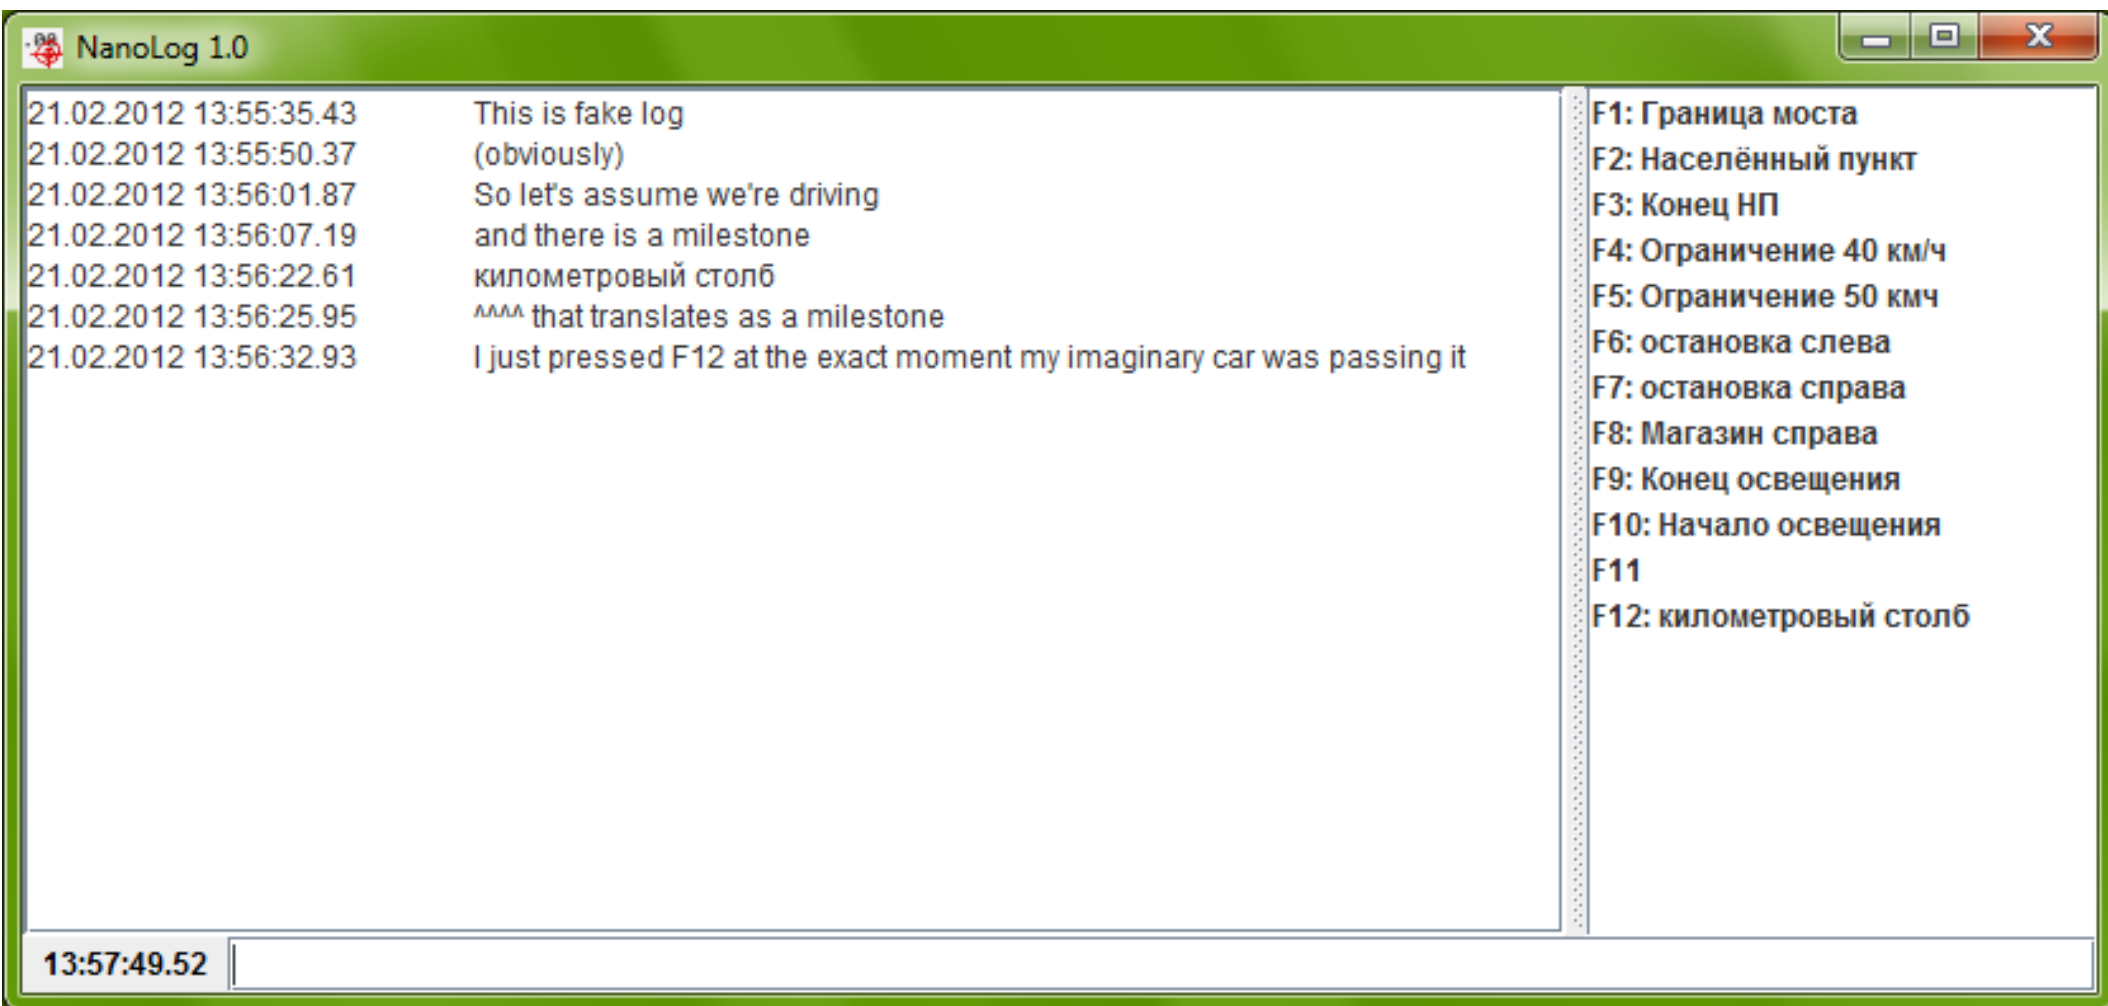 NanoLog 1.0
21.02.2012 13:55:35.43 This is fake log
21.02.2012 13:55:50.37 (obviously)
21.02.2012 13:56:01.87 So let's assume we're driving
21.02.2012 13:56:07.19 and there is a milestone
21.02.2012 13:56:22.61 километровый столб
21.02.2012 13:56:25.95 ^^^^ that translates as a milestone
21.02.2012 13:56:32.93 I just pressed F12 at the exact moment my imaginary car was passing it
F1: Граница моста
F2: Населённый пункт
F3: Конец НП
F4: Ограничение 40 км/ч
F5: Ограничение 50 кмч
F6: остановка слева
F7: остановка справа
F8: Магазин справа
F9: Конец освещения
F10: Начало освещения
F11
F12: километровый столб
13:57:49.52